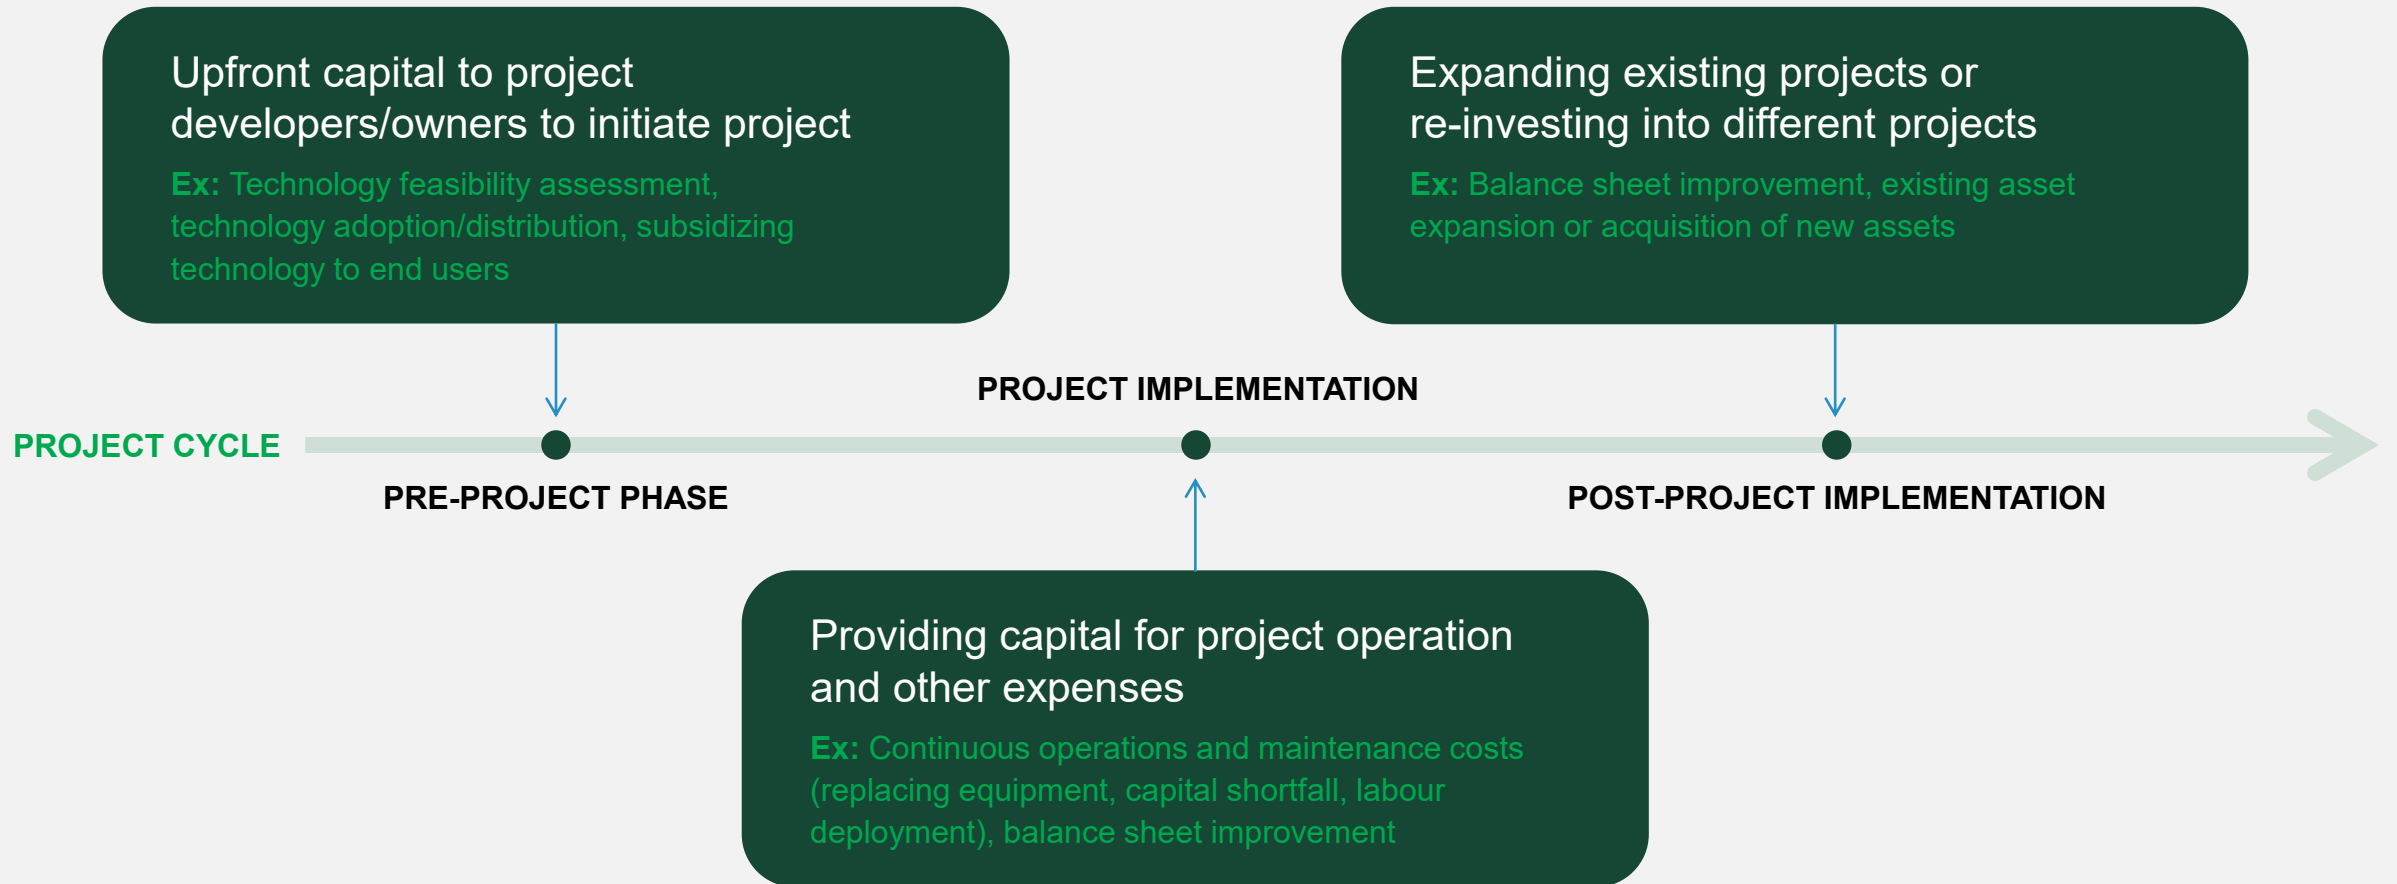 Upfront capital to project
developers/owners to initiate project
Ex: Technology feasibility assessment,
technology adoption/distribution, subsidizing
technology to end users
Expanding existing projects or
re-investing into different projects
Ex: Balance sheet improvement, existing asset
expansion or acquisition of new assets
PROJECT IMPLEMENTATION
PROJECT CYCLE
PRE-PROJECT PHASE
POST-PROJECT IMPLEMENTATION
Providing capital for project operation
and other expenses
Ex: Continuous operations and maintenance costs
(replacing equipment, capital shortfall, labour
deployment), balance sheet improvement